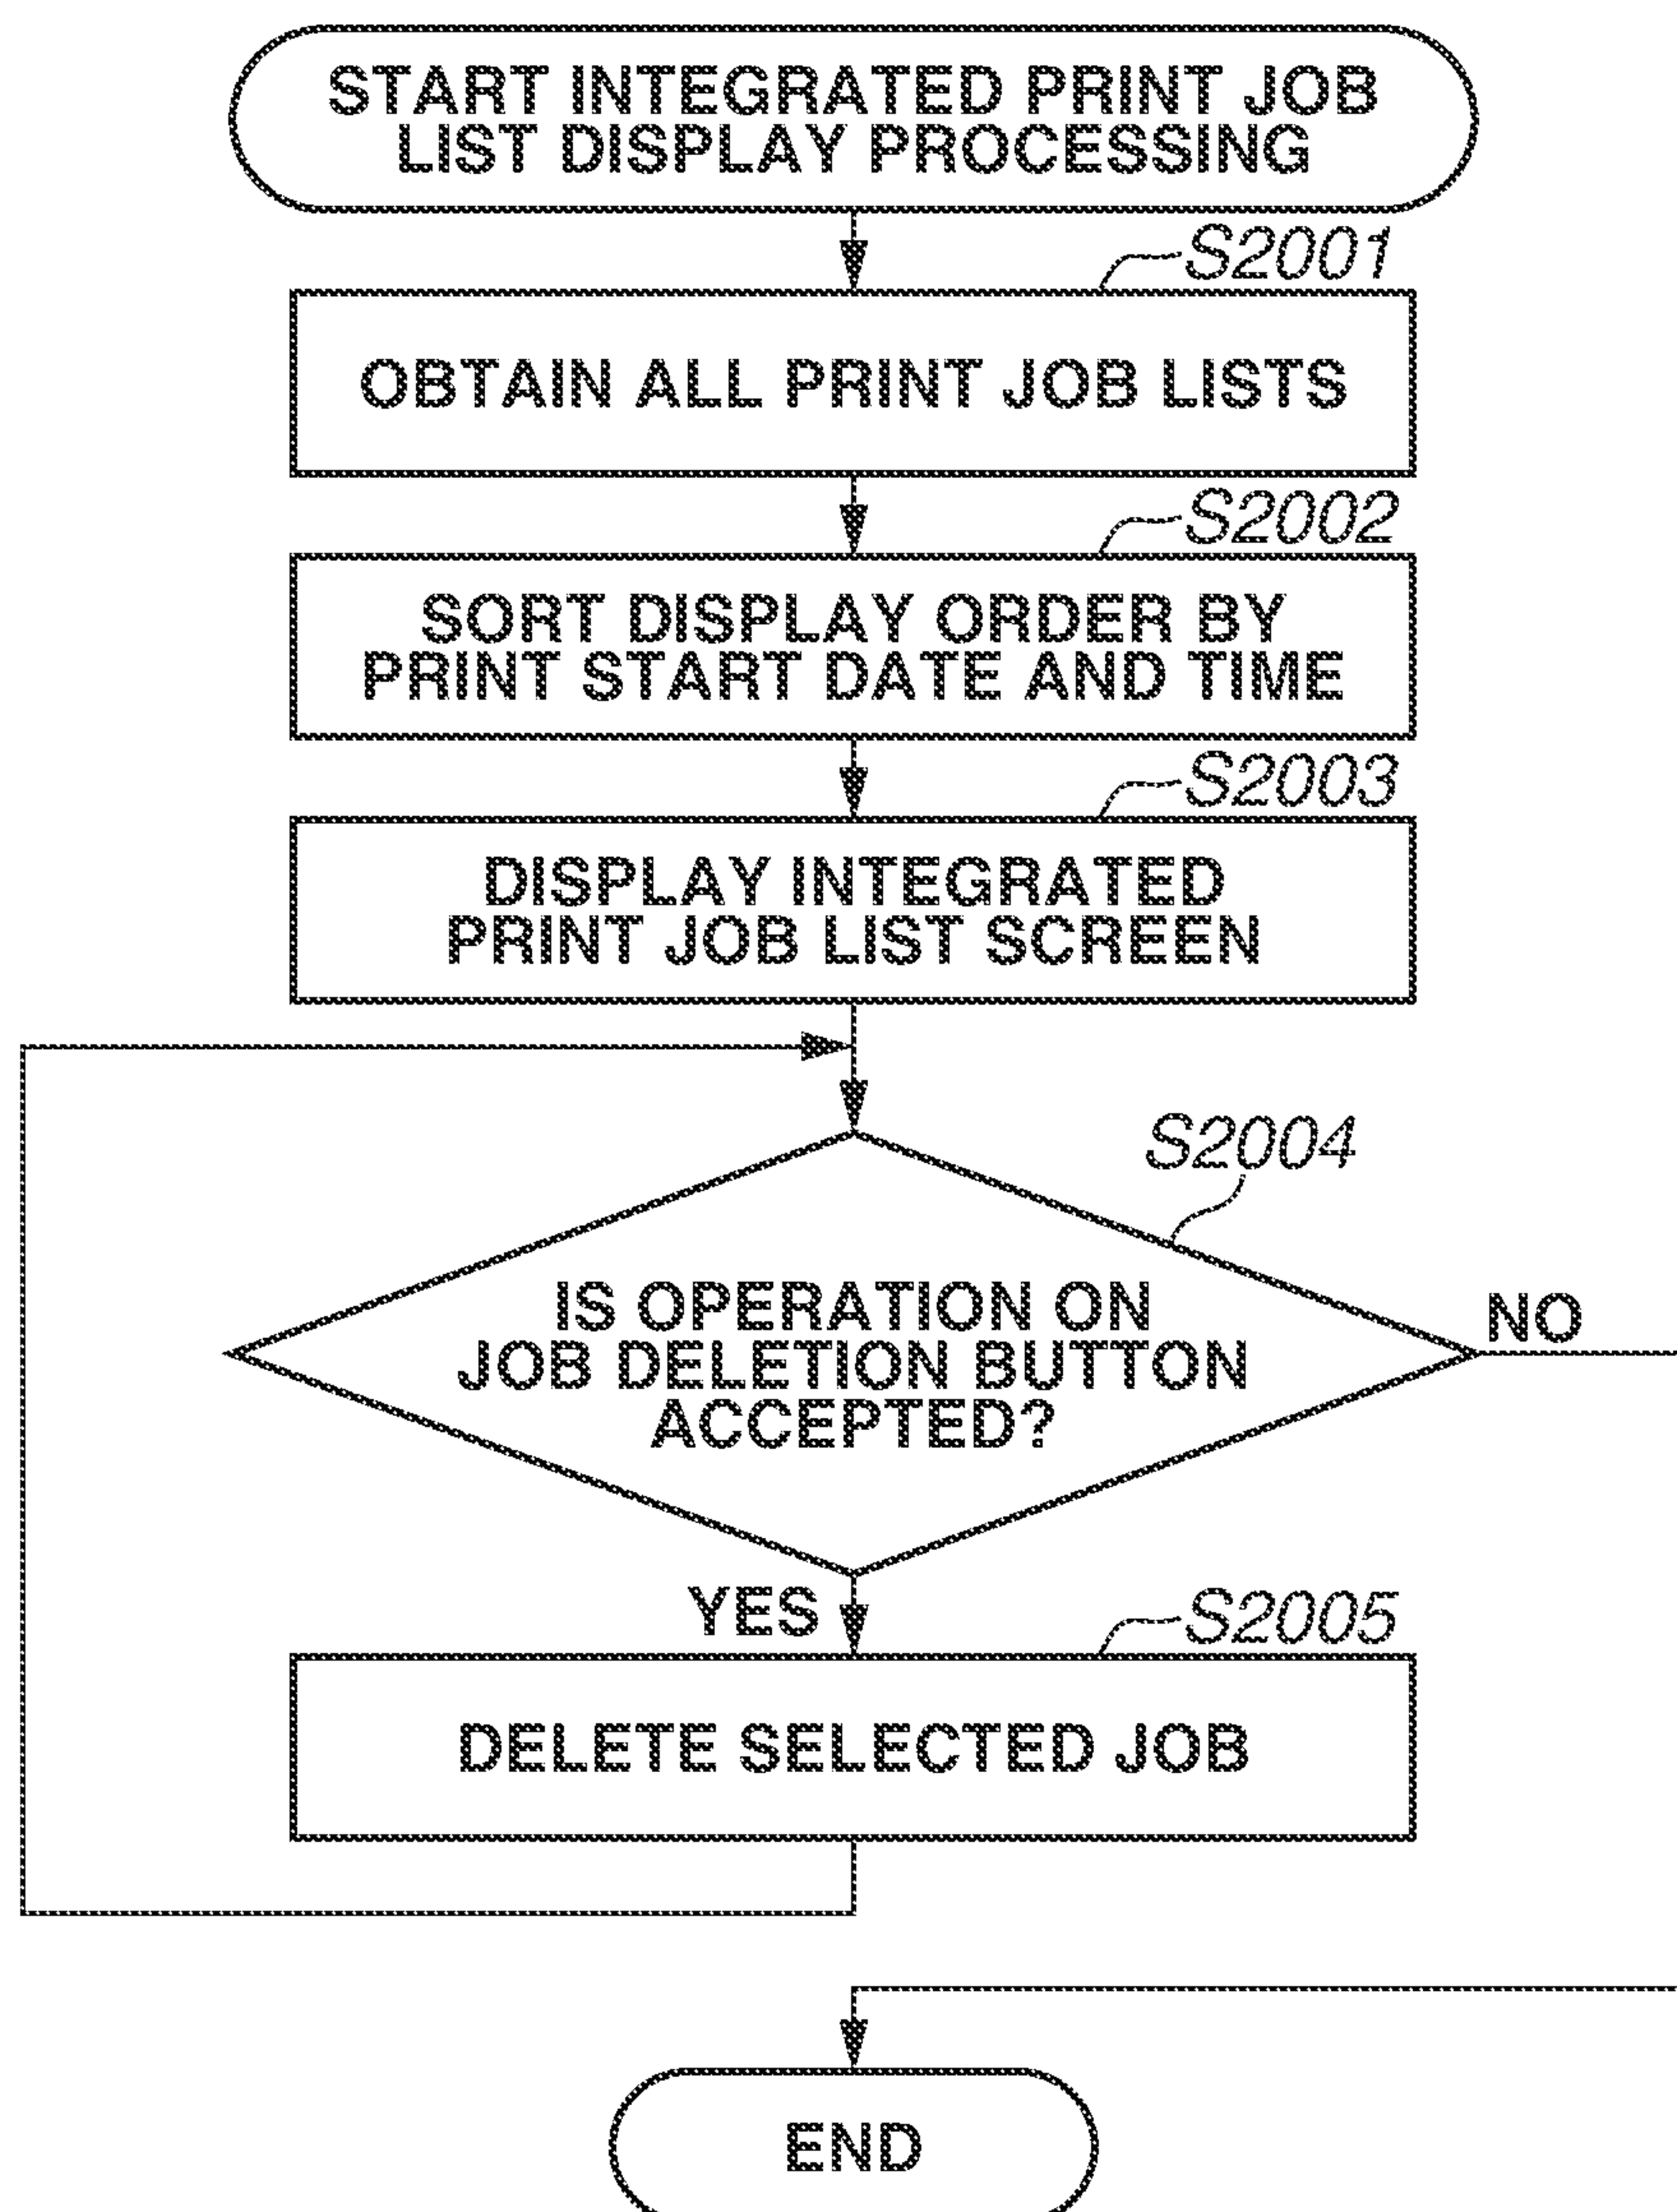 START INTEGRATED PRINT JOB
LIST DISPLAY PROCESSING
S2001
OBTAIN ALL PRINT JOB LISTS
S2002
SORT DISPLAY ORDER BY
PRINT START DATE AND TIME
S2003
DISPLAY INTEGRATED
PRINT JOB LIST SCREEN
S2004
IS OPERATION ON
JOB DELETION BUTTON
ACCEPTED?
NO
YES
S2005
DELETE SELECTED JOB
END